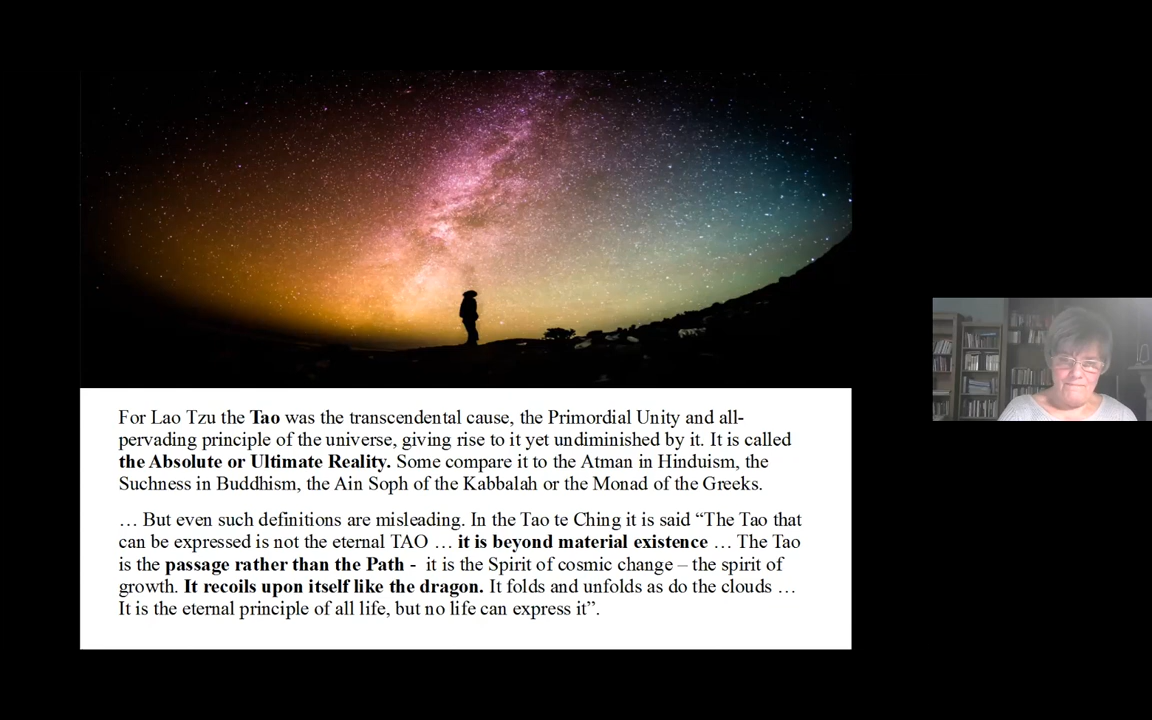 For Lao Tzu the Tao was the transcendental cause, the Primordial Unity and all-
pervading principle of the universe, giving rise to it yet undiminished by it. It is called
the Absolute or Ultimate Reality. Some compare it to the Atman in Hinduism, the
Suchness in Buddhism, the Ain Soph of the Kabbalah or the Monad of the Greeks.
… But even such definitions are misleading. In the Tao te Ching it is said “The Tao that
can be expressed is not the eternal TAO … it is beyond material existence … The Tao
is the passage rather than the Path - it is the Spirit of cosmic change – the spirit of
growth. It recoils upon itself like the dragon. It folds and unfolds as do the clouds …
It is the eternal principle of all life, but no life can express it”.